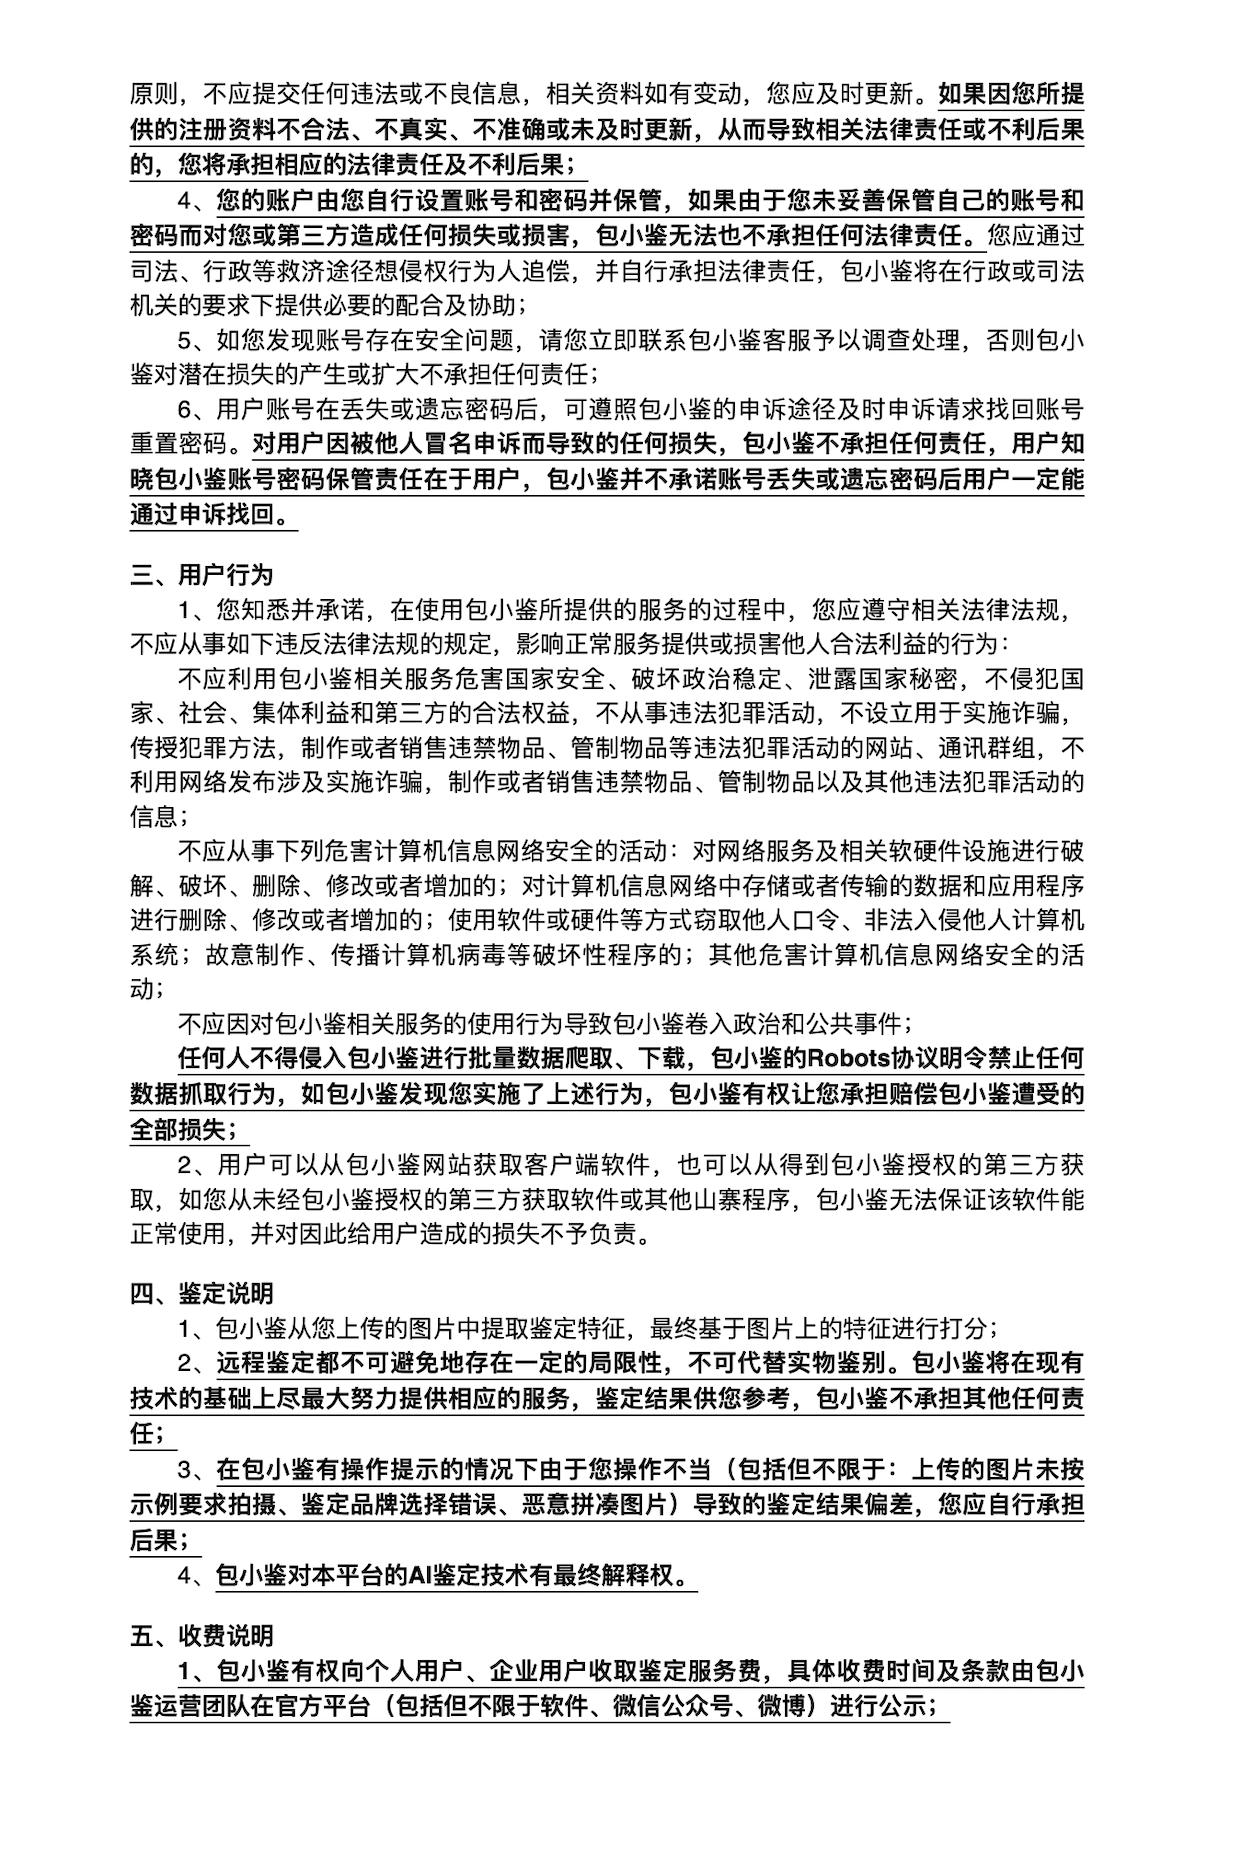 原则，不应提交任何违法或不良信息，相关资料如有变动，您应及时更新。如果因您所提
供的注册资料不合法、不真实、不准确或未及时更新，从而导致相关法律责任或不利后果
的，您将承担相应的法律责任及不利后果；
4、您的账户由您自行设置账号和密码并保管，如果由于您未妥善保管自己的账号和
密码而对您或第三方造成任何损失或损害，包小鉴无法也不承担任何法律责任。您应通过
司法、行政等救济途径想侵权行为人追偿，并自行承担法律责任，包小鉴将在行政或司法
机关的要求下提供必要的配合及协助；
5、如您发现账号存在安全问题，请您立即联系包小鉴客服予以调查处理，否则包小
鉴对潜在损失的产生或扩大不承担任何责任；
6、用户账号在丢失或遗忘密码后，可遵照包小鉴的申诉途径及时申诉请求找回账号
重置密码。对用户因被他人冒名申诉而导致的任何损失，包小鉴不承担任何责任，用户知
晓包小鉴账号密码保管责任在于用户，包小鉴并不承诺账号丢失或遗忘密码后用户一定能
通过申诉找回。
三、用户行为
1、您知悉并承诺，在使用包小鉴所提供的服务的过程中，您应遵守相关法律法规，
不应从事如下违反法律法规的规定，影响正常服务提供或损害他人合法利益的行为：
不应利用包小鉴相关服务危害国家安全、破坏政治稳定、泄露国家秘密，不侵犯国
家、社会、集体利益和第三方的合法权益，不从事违法犯罪活动，不设立用于实施诈骗，
传授犯罪方法，制作或者销售违禁物品、管制物品等违法犯罪活动的网站、通讯群组，不
利用网络发布涉及实施诈骗，制作或者销售违禁物品、管制物品以及其他违法犯罪活动的
信息；
不应从事下列危害计算机信息网络安全的活动：对网络服务及相关软硬件设施进行破
解、破坏、删除、修改或者增加的；对计算机信息网络中存储或者传输的数据和应用程序
进行删除、修改或者增加的；使用软件或硬件等方式窃取他人口令、非法入侵他人计算机
系统；故意制作、传播计算机病毒等破坏性程序的；其他危害计算机信息网络安全的活
动；
不应因对包小鉴相关服务的使用行为导致包小鉴卷入政治和公共事件；
任何人不得侵入包小鉴进行批量数据爬取、下载，包小鉴的Robots协议明令禁止任何
数据抓取行为，如包小鉴发现您实施了上述行为，包小鉴有权让您承担赔偿包小鉴遭受的
全部损失；
2、用户可以从包小鉴网站获取客户端软件，也可以从得到包小鉴授权的第三方获
取，如您从未经包小鉴授权的第三方获取软件或其他山寨程序，包小鉴无法保证该软件能
正常使用，并对因此给用户造成的损失不予负责。
四、鉴定说明
1、包小鉴从您上传的图片中提取鉴定特征，最终基于图片上的特征进行打分；
2、远程鉴定都不可避免地存在一定的局限性，不可代替实物鉴别。包小鉴将在现有
技术的基础上尽最大努力提供相应的服务，鉴定结果供您参考，包小鉴不承担其他任何责
任；
3、在包小鉴有操作提示的情况下由于您操作不当（包括但不限于：上传的图片未按
示例要求拍摄、鉴定品牌选择错误、恶意拼凑图片）导致的鉴定结果偏差，您应自行承担
后果；
4、包小鉴对本平台的AI鉴定技术有最终解释权。
五、收费说明
1、包小鉴有权向个人用户、企业用户收取鉴定服务费，具体收费时间及条款由包小
鉴运营团队在官方平台（包括但不限于软件、微信公众号、微博）进行公示；